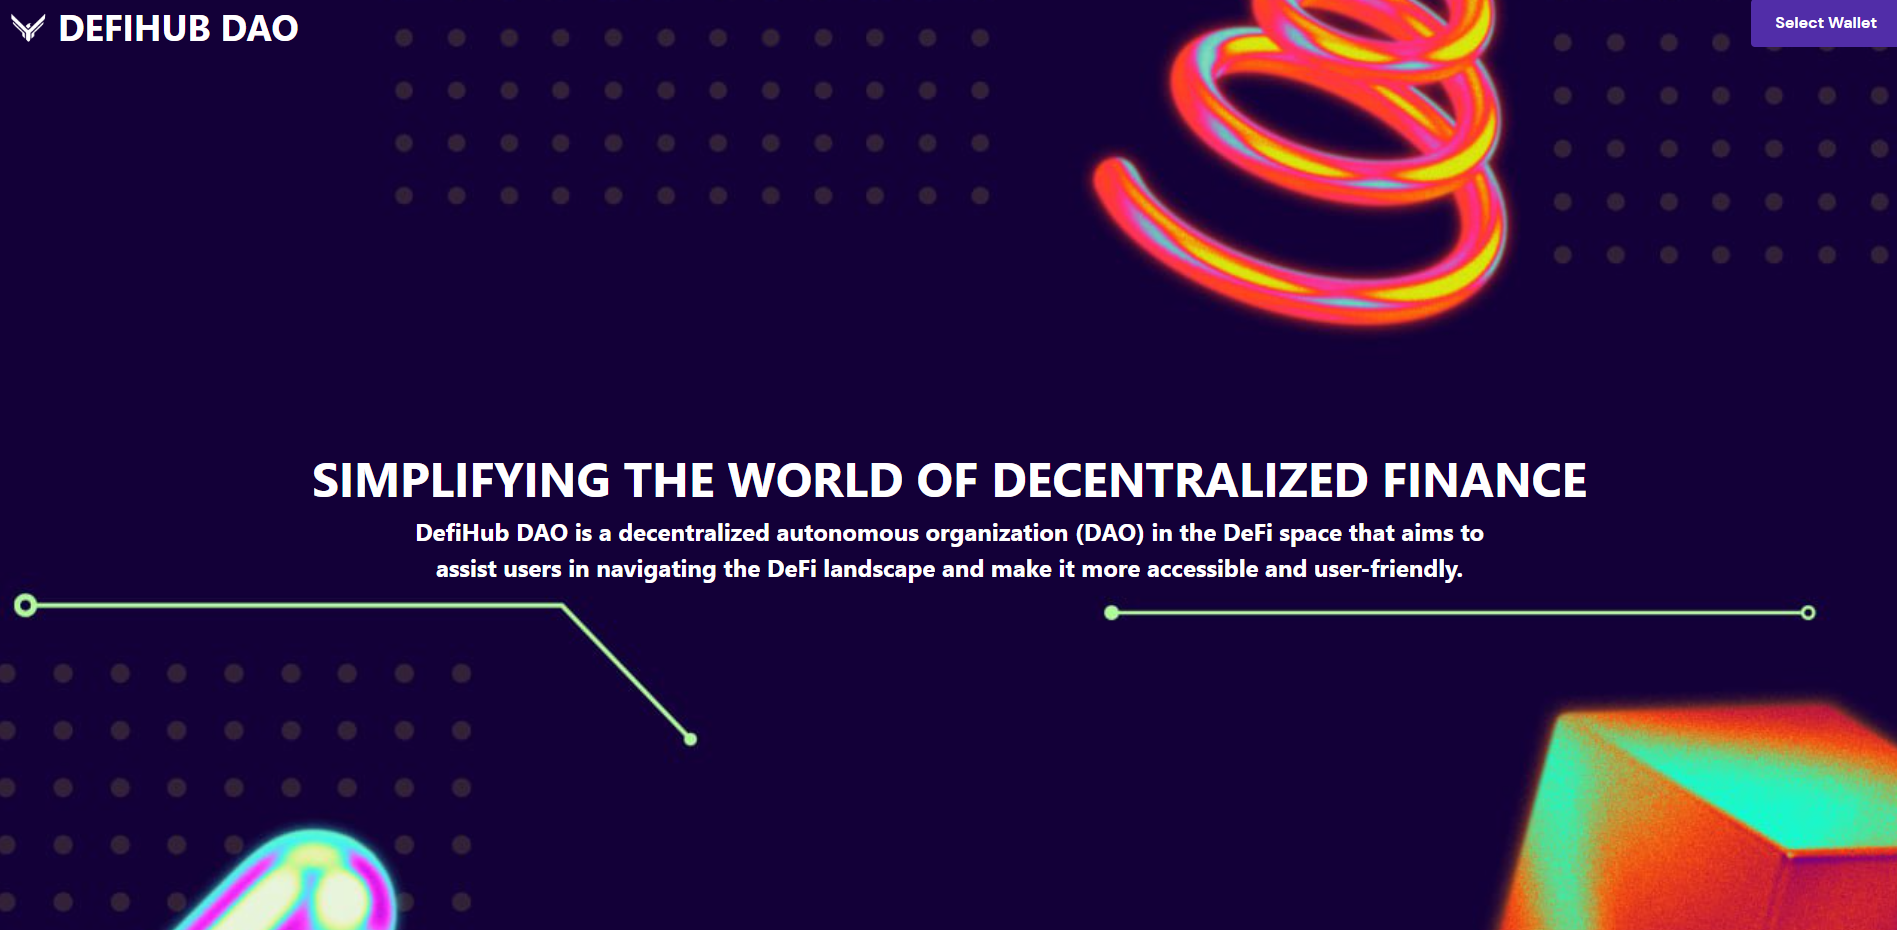 DEFIHUB DAO
Select Wallet
SIMPLIFYING THE WORLD OF DECENTRALIZED FINANCE
DefiHub DAO is a decentralized autonomous organization (DAO) in the DeFi space that aims to
assist users in navigating the DeFi landscape and make it more accessible and user-friendly.